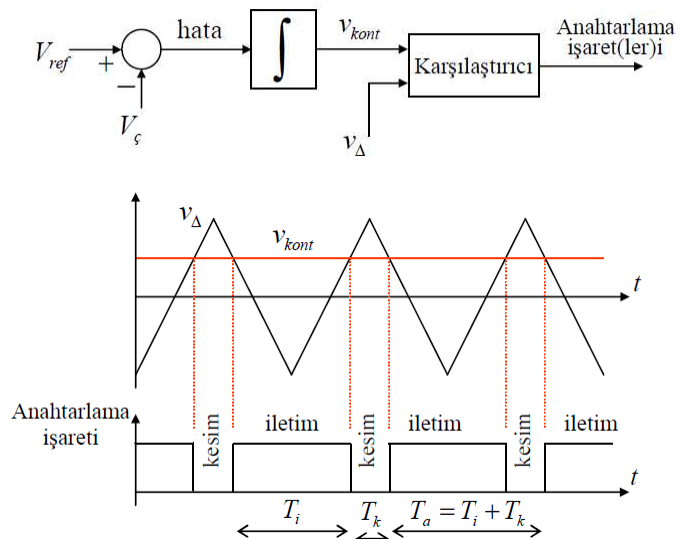 V_ref
+
−
V_ç
hata
∫
v_kont
Karşılaştırıcı
v_Δ
Anahtarlama
işaret(ler)i
v_Δ
v_kont
t
Anahtarlama
işareti
kesim
iletim
kesim
iletim
kesim
iletim
t
T_i
T_k
T_a = T_i + T_k